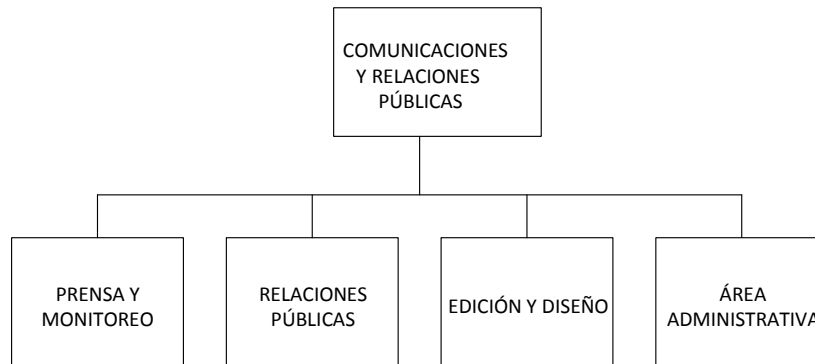 COMUNICACIONES
Y RELACIONES
PÚBLICAS
PRENSA Y
MONITOREO
RELACIONES
PÚBLICAS
EDICIÓN Y DISEÑO
ÁREA
ADMINISTRATIVA